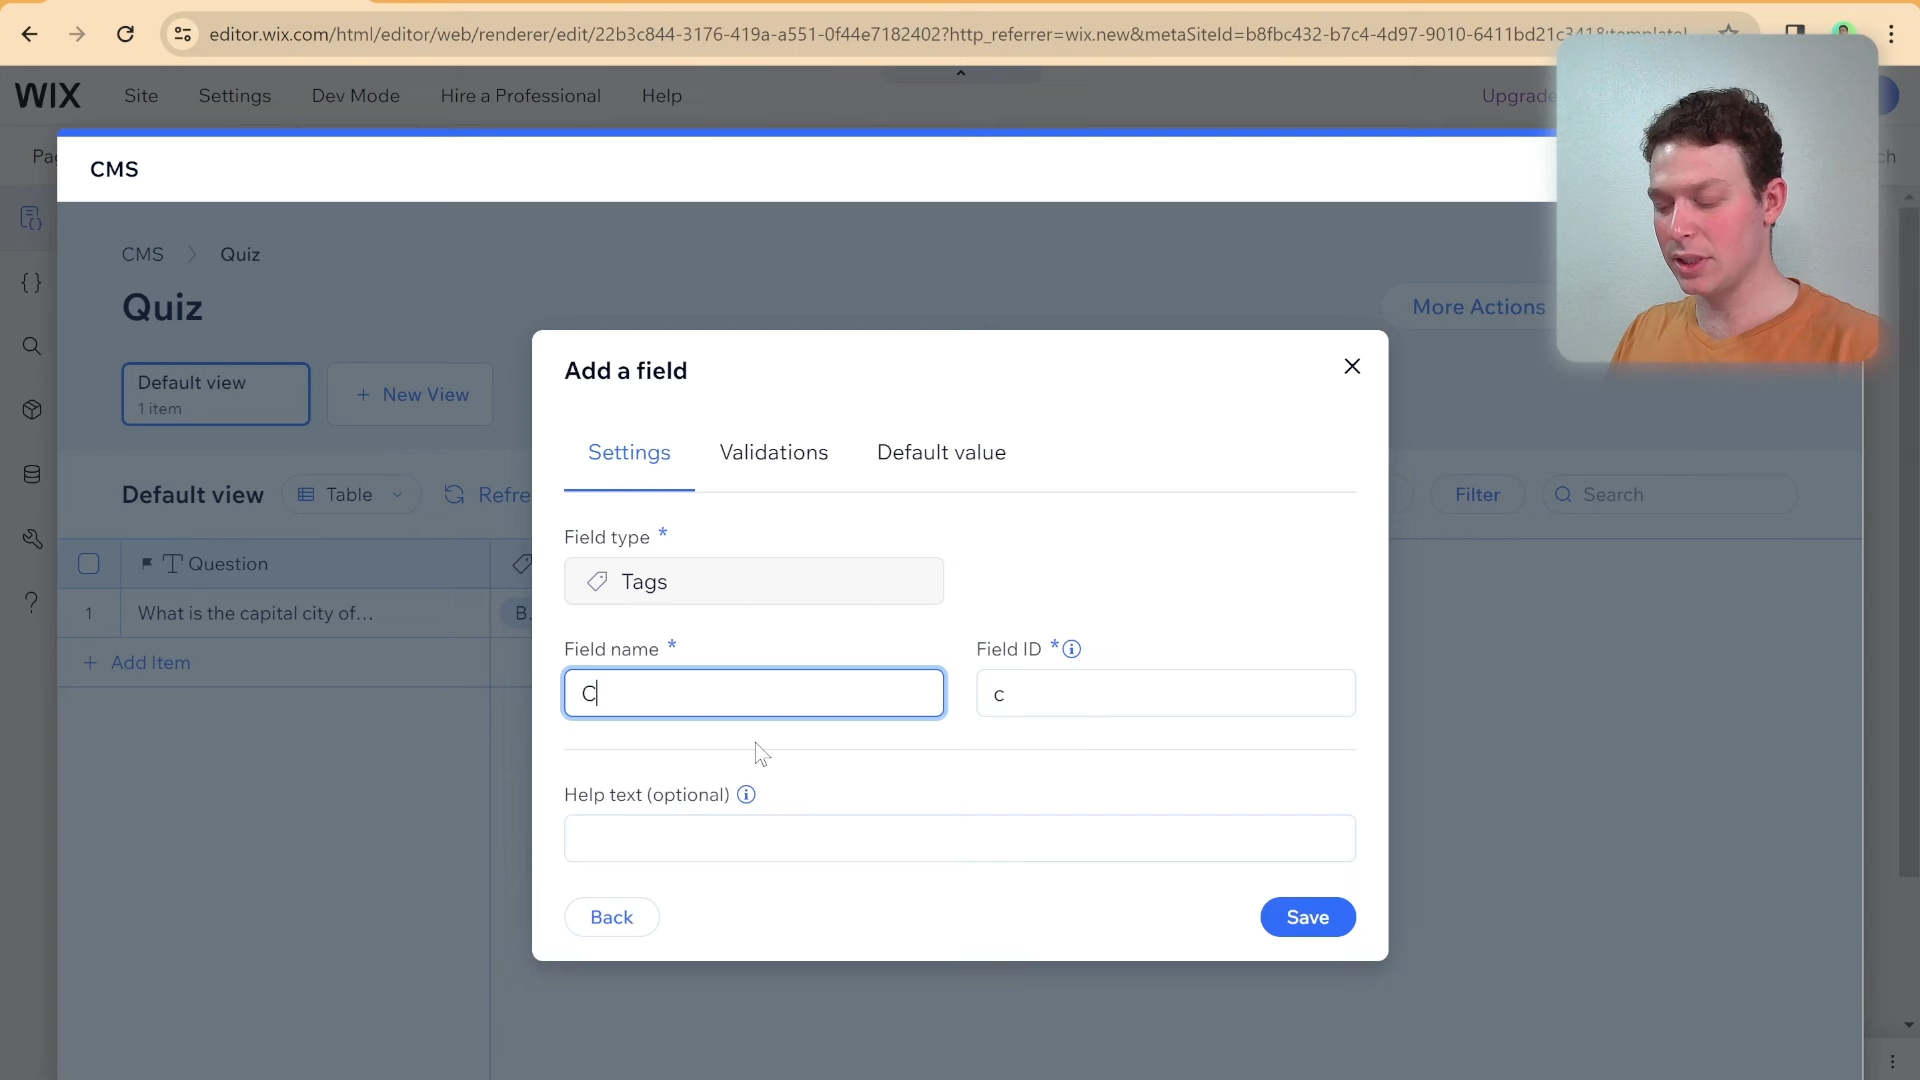 editor.wix.com/html/editor/web/renderer/edit/22b3c844-3176-419a-a551-0f44e7182402?http_referrer=wix.new&metaSiteId=b8fbc432-b7c4-4d97-9010-6411bd21c341&templateI
WIX Site Settings Dev Mode Hire a Professional Help Upgrade
CMS
CMS > Quiz
Quiz
More Actions
Default view
1 item
+ New View
Default view Table Refre Filter Search
Question
1 What is the capital city of... B.
+ Add Item
Add a field
Settings Validations Default value
Field type *
Tags
Field name * Field ID *
C c
Help text (optional)
Back Save